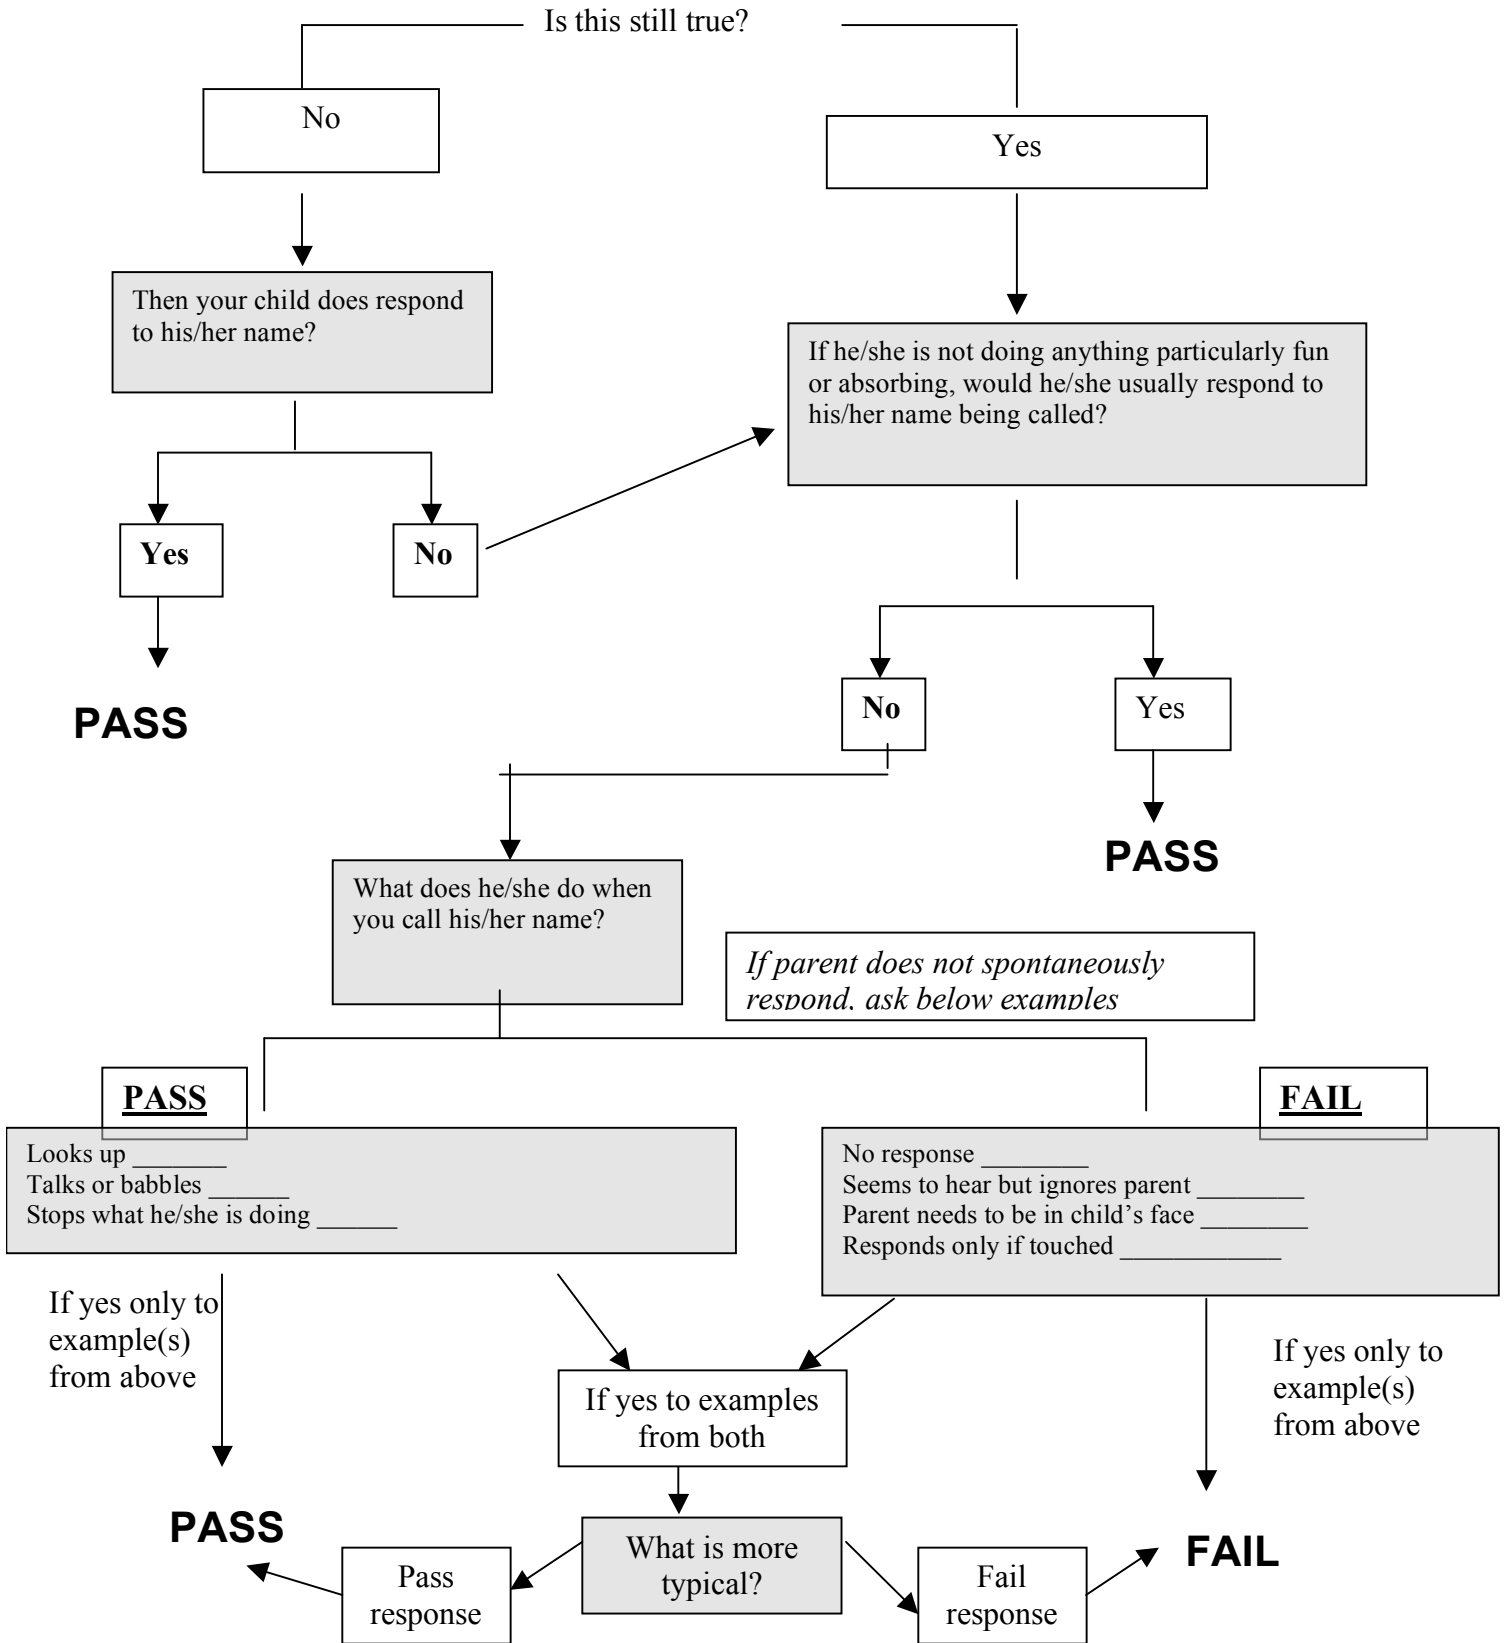 Is this still true?
No
Yes
Then your child does respond
to his/her name?
If he/she is not doing anything particularly fun
or absorbing, would he/she usually respond to
his/her name being called?
Yes
No
PASS
No
Yes
PASS
What does he/she do when
you call his/her name?
If parent does not spontaneously
respond, ask below examples
PASS
FAIL
Looks up _______
Talks or babbles ______
Stops what he/she is doing ______
No response ________
Seems to hear but ignores parent ________
Parent needs to be in child’s face ________
Responds only if touched ____________
If yes only to
example(s)
from above
If yes to examples
from both
If yes only to
example(s)
from above
PASS
What is more
typical?
FAIL
Pass
response
Fail
response